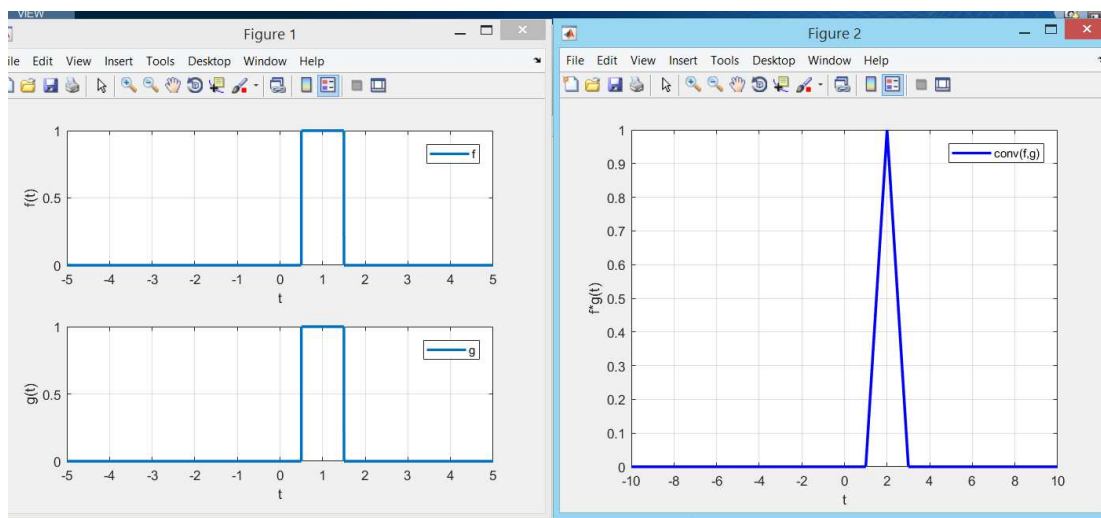 VIEW
Figure 1
File Edit View Insert Tools Desktop Window Help
1
0.5
0
f(t)
f
-5 -4 -3 -2 -1 0 1 2 3 4 5
t
1
0.5
0
g(t)
g
-5 -4 -3 -2 -1 0 1 2 3 4 5
t
Figure 2
File Edit View Insert Tools Desktop Window Help
1
0.9
0.8
0.7
0.6
0.5
0.4
0.3
0.2
0.1
0
f*g(t)
conv(f,g)
-10 -8 -6 -4 -2 0 2 4 6 8 10
t